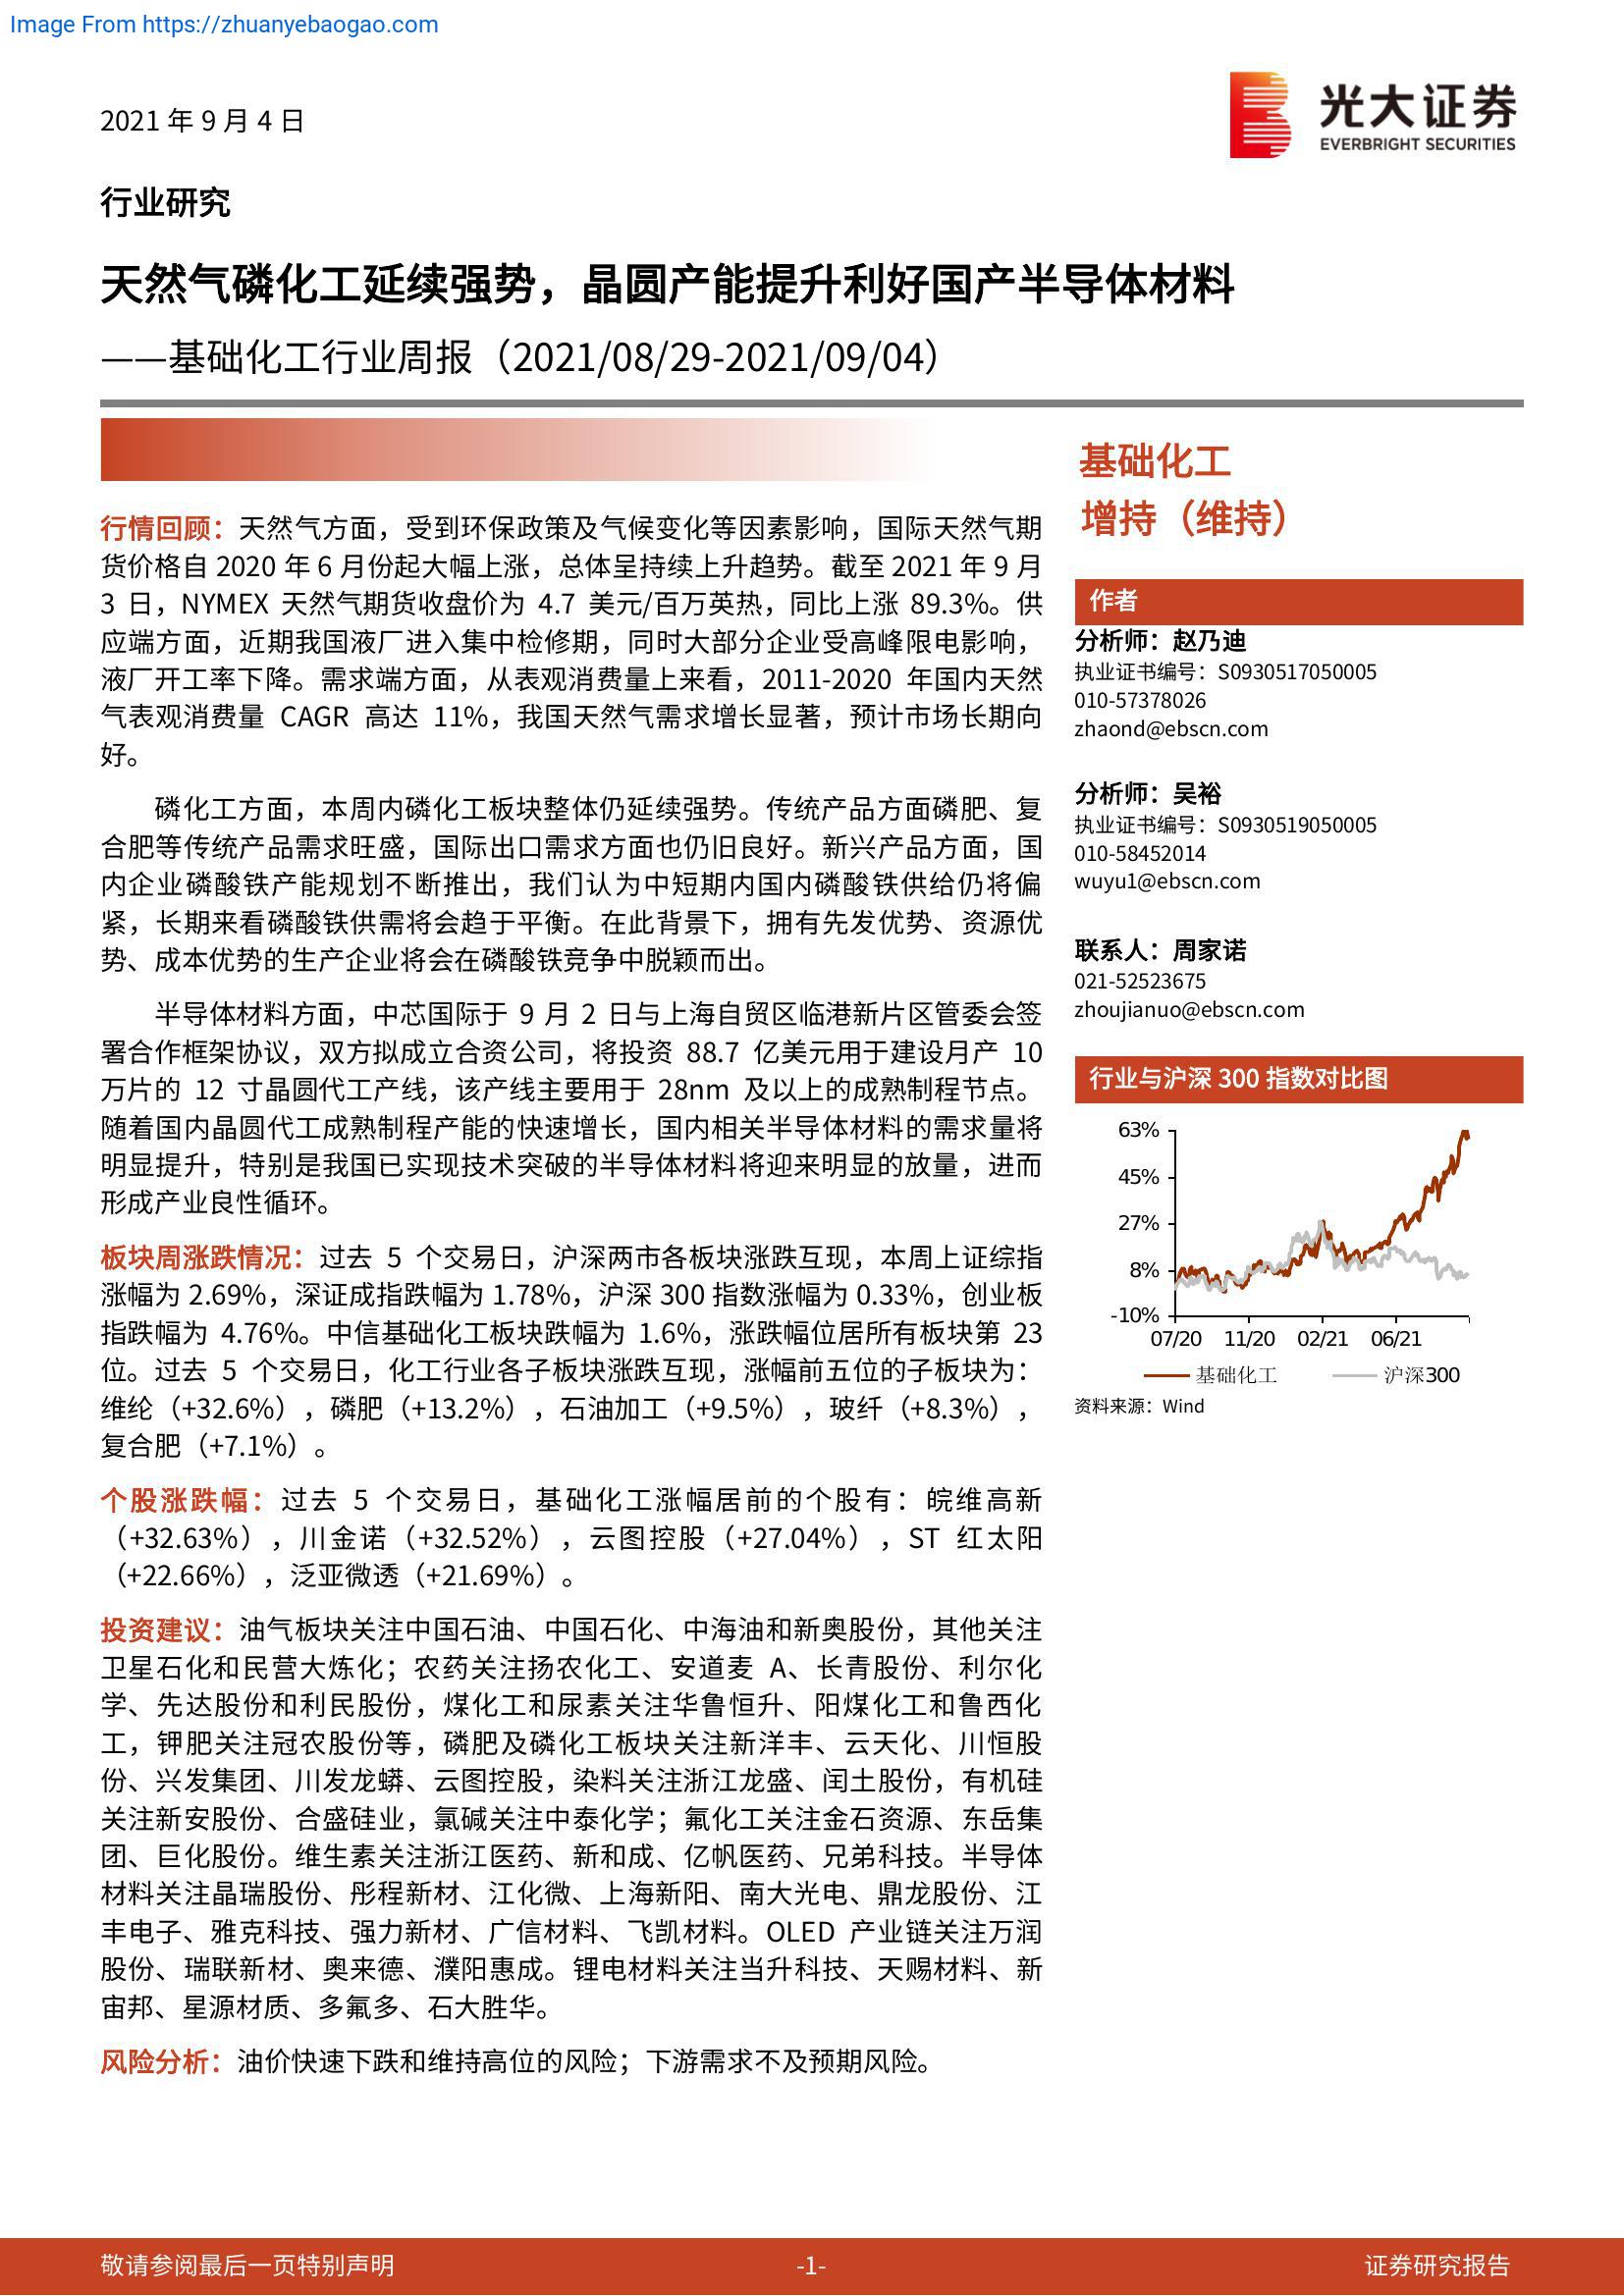 Image From https://zhuanyebaogao.com
2021 年 9 月 4 日
光大证券
EVERBRIGHT SECURITIES
行业研究
天然气磷化工延续强势，晶圆产能提升利好国产半导体材料
——基础化工行业周报（2021/08/29-2021/09/04）
行情回顾：天然气方面，受到环保政策及气候变化等因素影响，国际天然气期
货价格自 2020 年 6 月份起大幅上涨，总体呈持续上升趋势。截至 2021 年 9 月
3 日，NYMEX 天然气期货收盘价为 4.7 美元/百万英热，同比上涨 89.3%。供
应端方面，近期我国液厂进入集中检修期，同时大部分企业受高峰限电影响，
液厂开工率下降。需求端方面，从表观消费量上来看，2011-2020 年国内天然
气表观消费量 CAGR 高达 11%，我国天然气需求增长显著，预计市场长期向
好。
磷化工方面，本周内磷化工板块整体仍延续强势。传统产品方面磷肥、复
合肥等传统产品需求旺盛，国际出口需求方面也仍旧良好。新兴产品方面，国
内企业磷酸铁产能规划不断推出，我们认为中短期内国内磷酸铁供给仍将偏
紧，长期来看磷酸铁供需将会趋于平衡。在此背景下，拥有先发优势、资源优
势、成本优势的生产企业将会在磷酸铁竞争中脱颖而出。
半导体材料方面，中芯国际于 9 月 2 日与上海自贸区临港新片区管委会签
署合作框架协议，双方拟成立合资公司，将投资 88.7 亿美元用于建设月产 10
万片的 12 寸晶圆代工产线，该产线主要用于 28nm 及以上的成熟制程节点。
随着国内晶圆代工成熟制程产能的快速增长，国内相关半导体材料的需求量将
明显提升，特别是我国已实现技术突破的半导体材料将迎来明显的放量，进而
形成产业良性循环。
板块周涨跌情况：过去 5 个交易日，沪深两市各板块涨跌互现，本周上证综指
涨幅为 2.69%，深证成指跌幅为 1.78%，沪深 300 指数涨幅为 0.33%，创业板
指跌幅为 4.76%。中信基础化工板块跌幅为 1.6%，涨跌幅位居所有板块第 23
位。过去 5 个交易日，化工行业各子板块涨跌互现，涨幅前五位的子板块为：
维纶（+32.6%），磷肥（+13.2%），石油加工（+9.5%），玻纤（+8.3%），
复合肥（+7.1%）。
个股涨跌幅：过去 5 个交易日，基础化工涨幅居前的个股有：皖维高新
（+32.63%），川金诺（+32.52%），云图控股（+27.04%），ST 红太阳
（+22.66%），泛亚微透（+21.69%）。
投资建议：油气板块关注中国石油、中国石化、中海油和新奥股份，其他关注
卫星石化和民营大炼化；农药关注扬农化工、安道麦 A、长青股份、利尔化
学、先达股份和利民股份，煤化工和尿素关注华鲁恒升、阳煤化工和鲁西化
工，钾肥关注冠农股份等，磷肥及磷化工板块关注新洋丰、云天化、川恒股
份、兴发集团、川发龙蟒、云图控股，染料关注浙江龙盛、闰土股份，有机硅
关注新安股份、合盛硅业，氯碱关注中泰化学；氟化工关注金石资源、东岳集
团、巨化股份。维生素关注浙江医药、新和成、亿帆医药、兄弟科技。半导体
材料关注晶瑞股份、彤程新材、江化微、上海新阳、南大光电、鼎龙股份、江
丰电子、雅克科技、强力新材、广信材料、飞凯材料。OLED 产业链关注万润
股份、瑞联新材、奥来德、濮阳惠成。锂电材料关注当升科技、天赐材料、新
宙邦、星源材质、多氟多、石大胜华。
风险分析：油价快速下跌和维持高位的风险；下游需求不及预期风险。
基础化工
增持（维持）
作者
分析师：赵乃迪
执业证书编号：S0930517050005
010-57378026
zhaond@ebscn.com
分析师：吴裕
执业证书编号：S0930519050005
010-58452014
wuyu1@ebscn.com
联系人：周家诺
021-52523675
zhoujianuo@ebscn.com
行业与沪深 300 指数对比图
63%
45%
27%
8%
-10%
07/20 11/20 02/21 06/21
基础化工 沪深300
资料来源：Wind
敬请参阅最后一页特别声明 -1- 证券研究报告